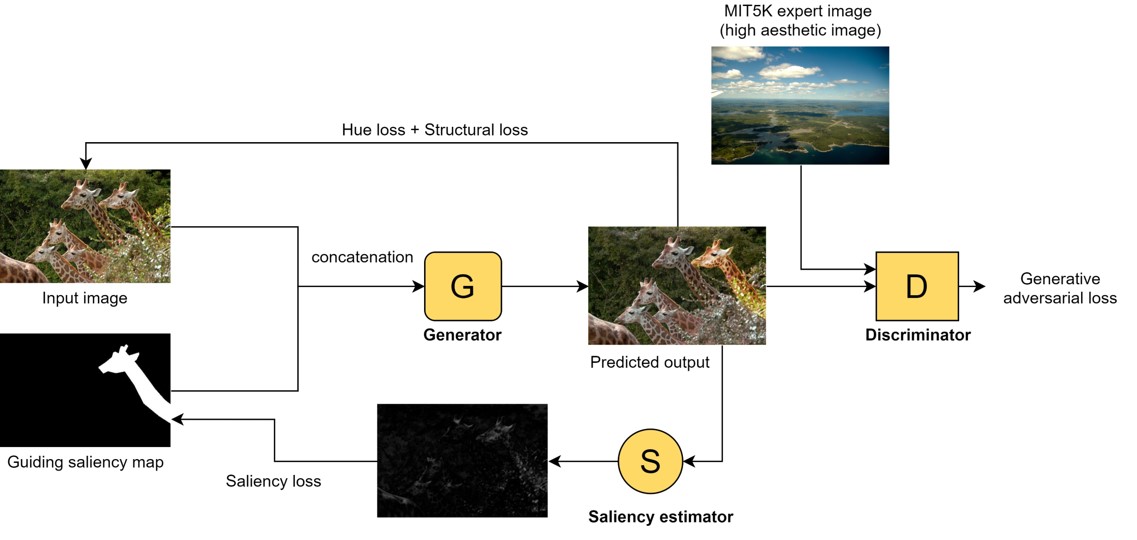 MIT5K expert image
(high aesthetic image)
Hue loss + Structural loss
concatenation
Input image
G
Generator
Predicted output
D
Discriminator
Generative
adversarial loss
Guiding saliency map
Saliency loss
S
Saliency estimator